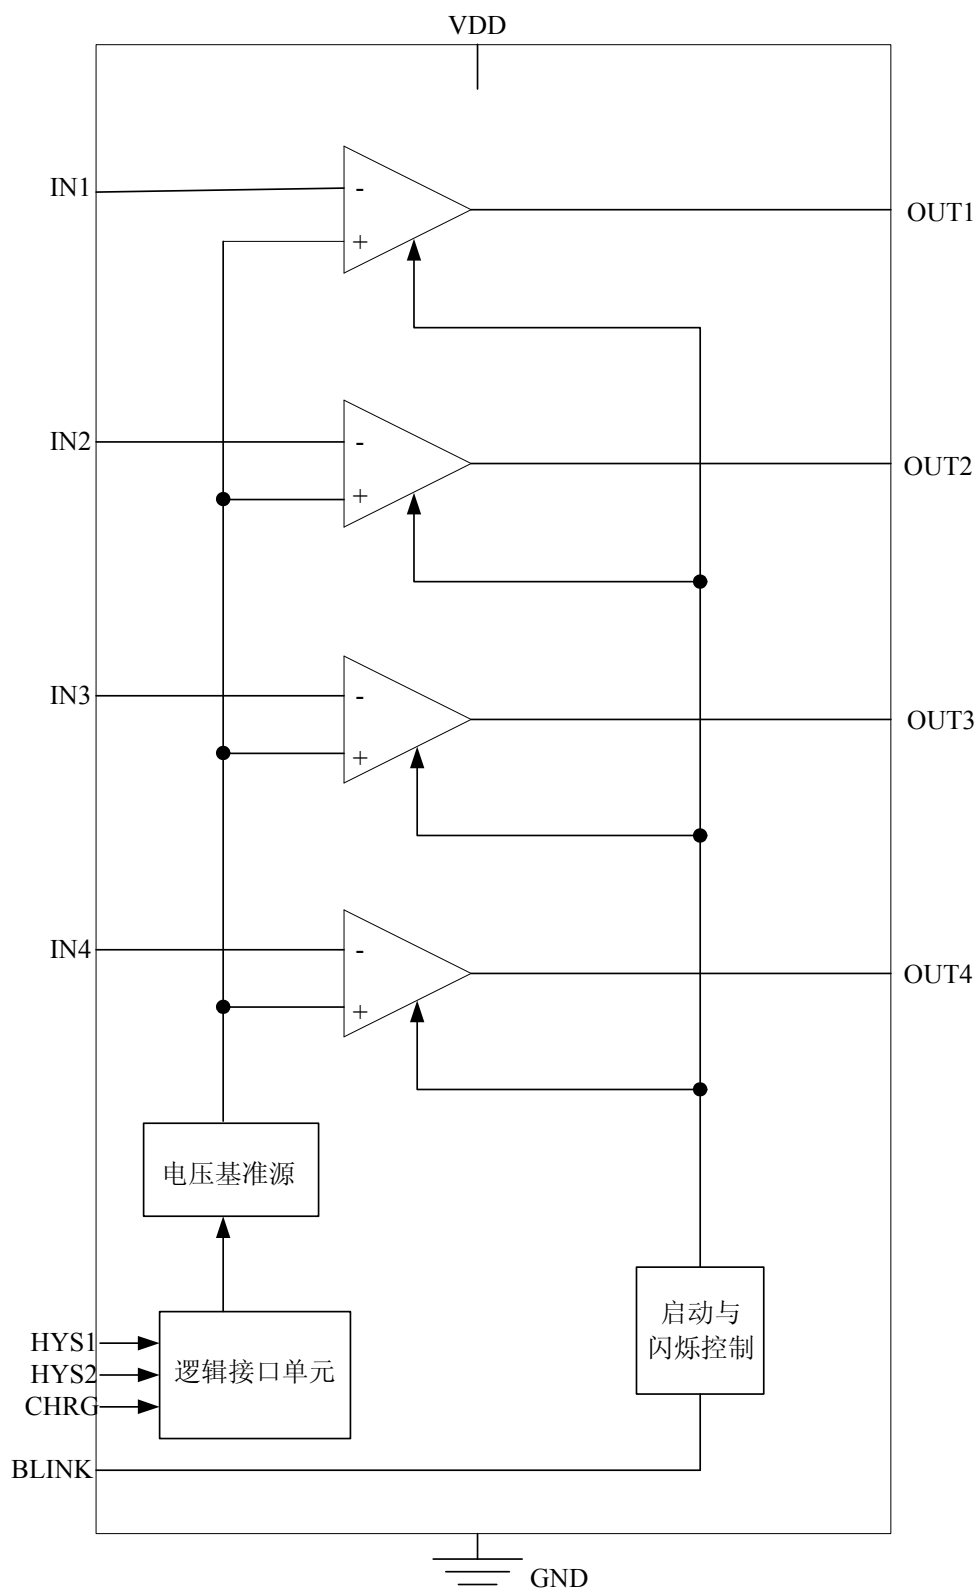 VDD
IN1
-
+
OUT1
IN2
-
+
OUT2
IN3
-
+
OUT3
IN4
-
+
OUT4
电压基准源
启动与
闪烁控制
HYS1
HYS2
CHRG
逻辑接口单元
BLINK
GND